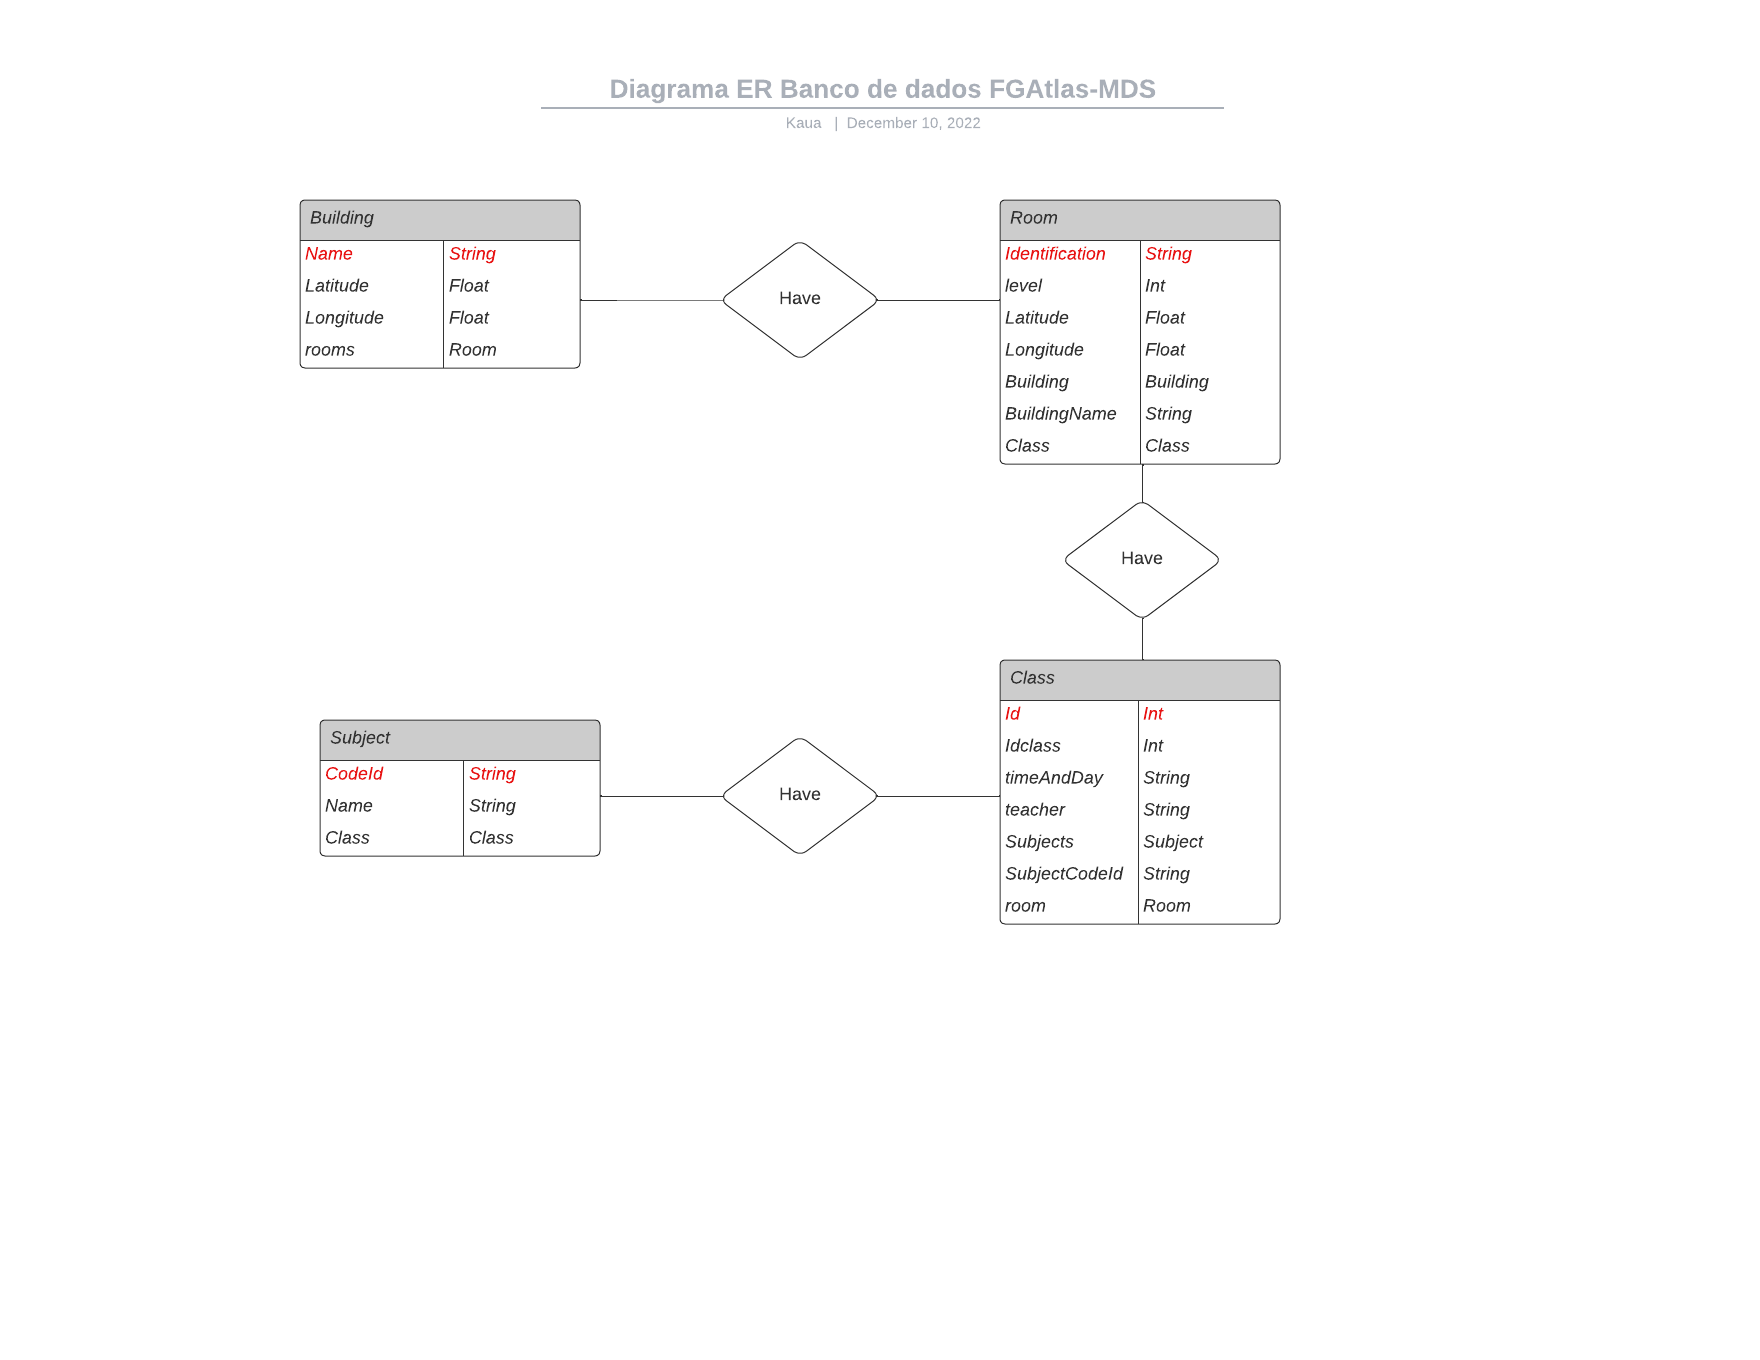 Diagrama ER Banco de dados FGAtlas-MDS
Kaua | December 10, 2022
Building
Name String
Latitude Float
Longitude Float
rooms Room
Have
Room
Identification String
level Int
Latitude Float
Longitude Float
Building Building
BuildingName String
Class Class
Have
Subject
CodeId String
Name String
Class Class
Have
Class
Id Int
Idclass Int
timeAndDay String
teacher String
Subjects Subject
SubjectCodeId String
room Room